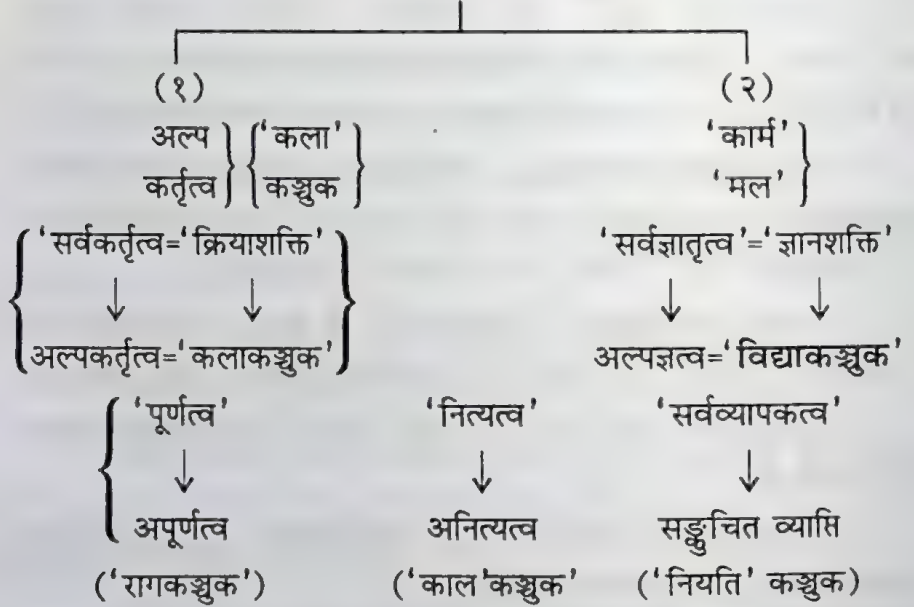 (१) (२)
अल्प } { 'कला' } 'कार्म' }
कर्तृत्व } { कञ्चुक } 'मल' }
{ 'सर्वकर्तृत्व='क्रियाशक्ति' } 'सर्वज्ञातृत्व'='ज्ञानशक्ति'
↓ ↓ ↓ ↓
{ अल्पकर्तृत्व='कलाकञ्चुक' } अल्पज्ञत्व='विद्याकञ्चुक'
{ 'पूर्णत्व' 'नित्यत्व' 'सर्वव्यापकत्व'
↓ ↓ ↓
अपूर्णत्व अनित्यत्व सङ्कुचित व्याप्ति
('रागकञ्चुक') ('काल'कञ्चुक' ('नियति' कञ्चुक)